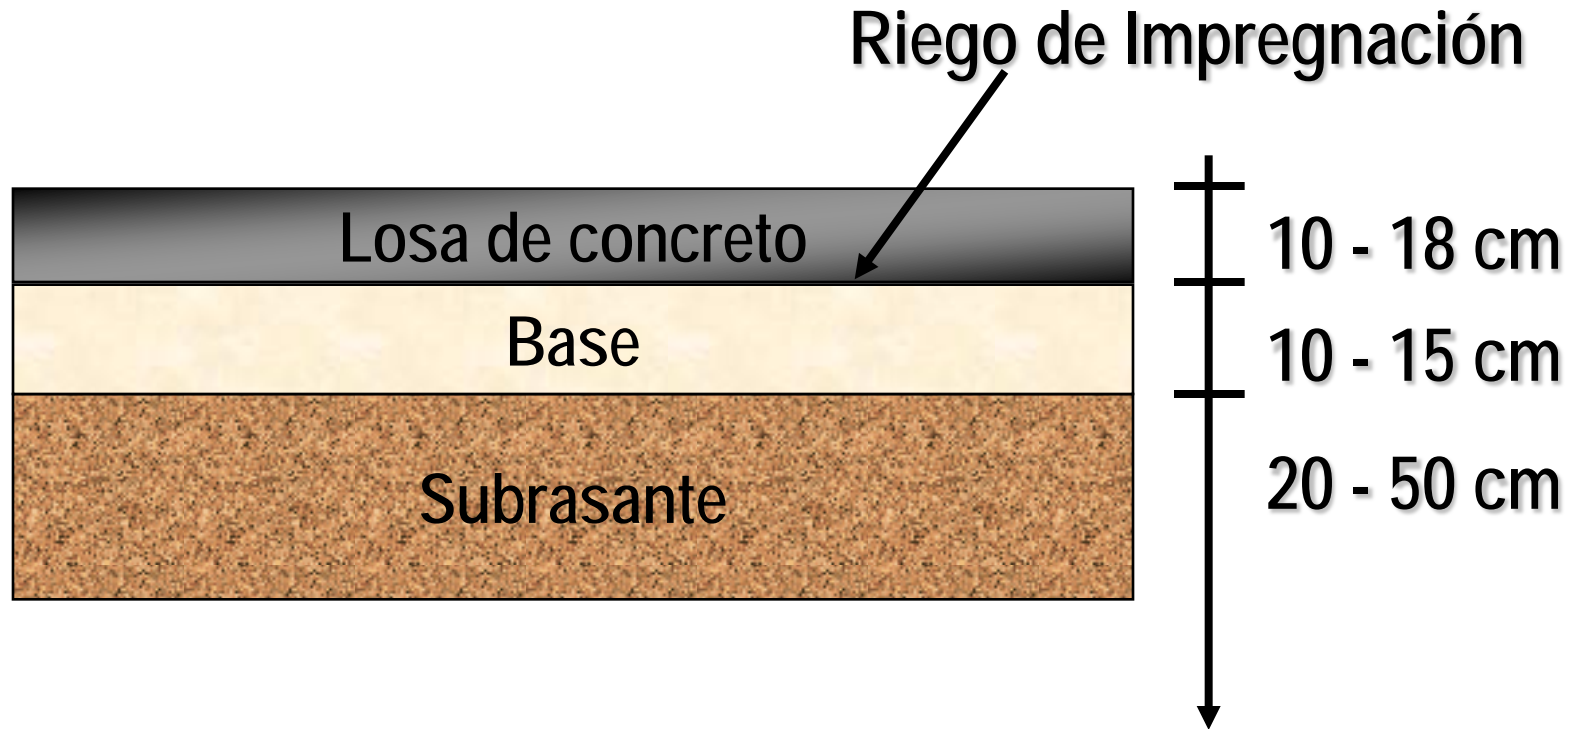 Riego de Impregnación
Losa de concreto
10 - 18 cm
Base
10 - 15 cm
Subrasante
20 - 50 cm